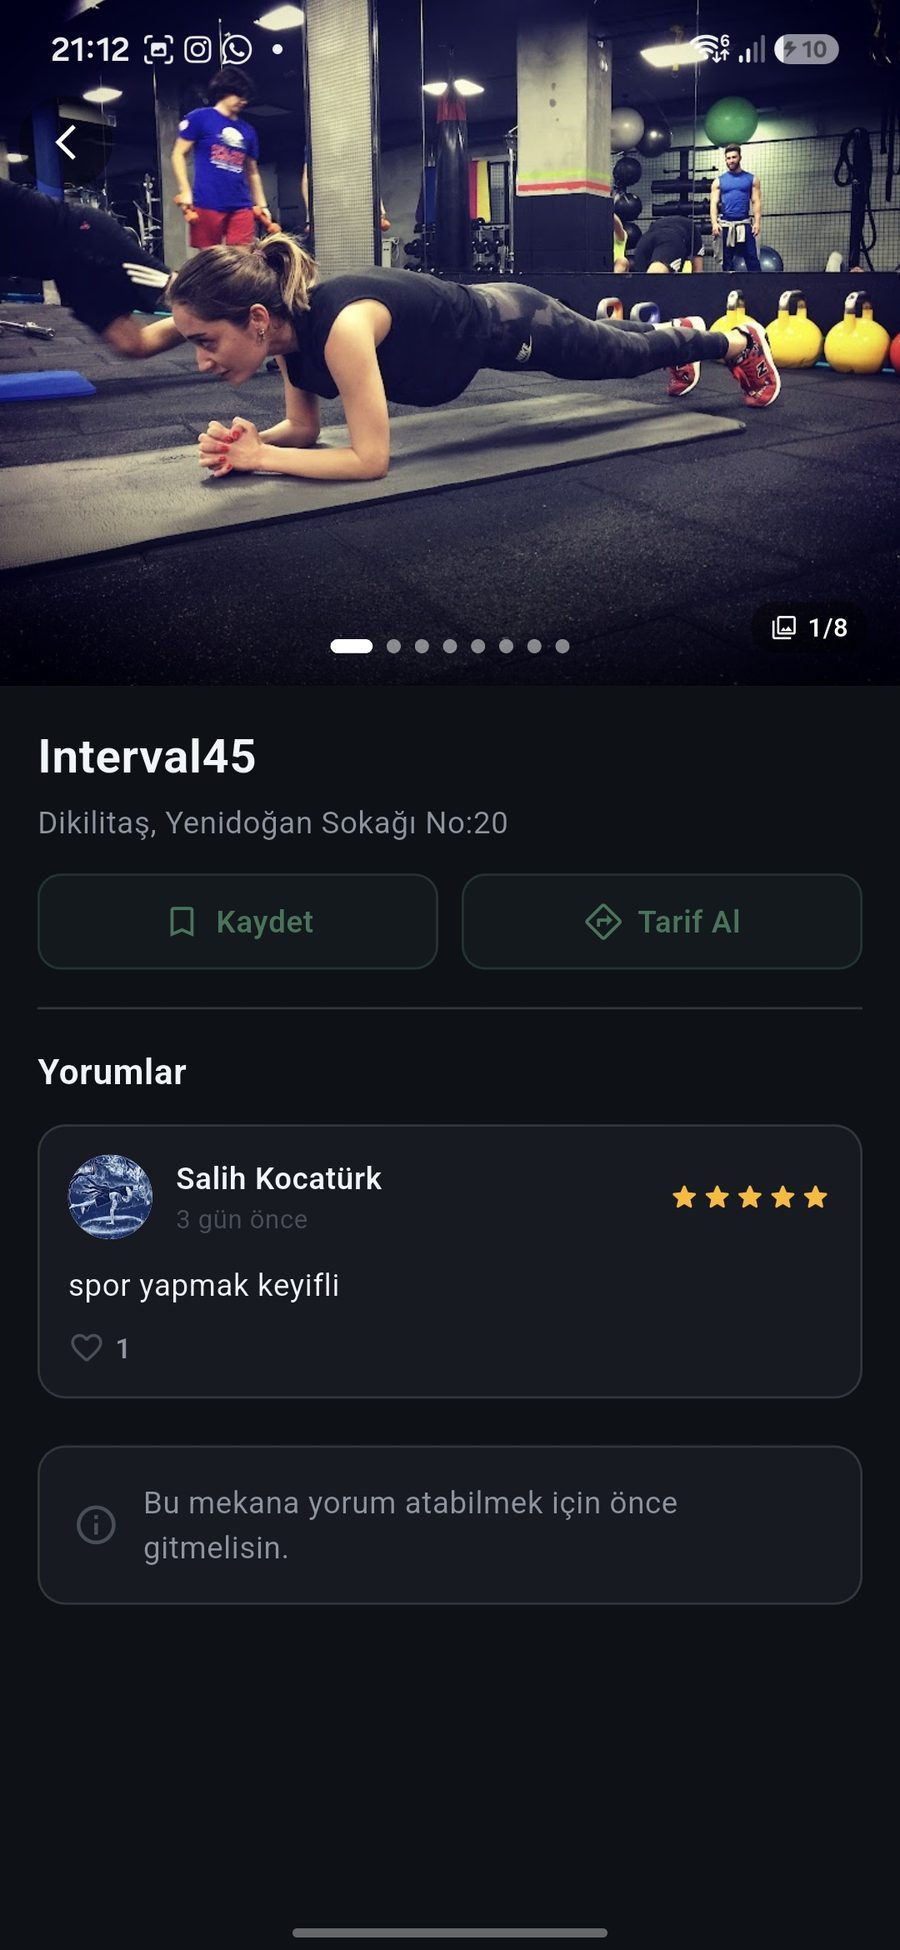 21:12
6
10
1/8
Interval45
Dikilitaş, Yenidoğan Sokağı No:20
Kaydet
Tarif Al
Yorumlar
Salih Kocatürk
3 gün önce
spor yapmak keyifli
1
Bu mekana yorum atabilmek için önce
gitmelisin.